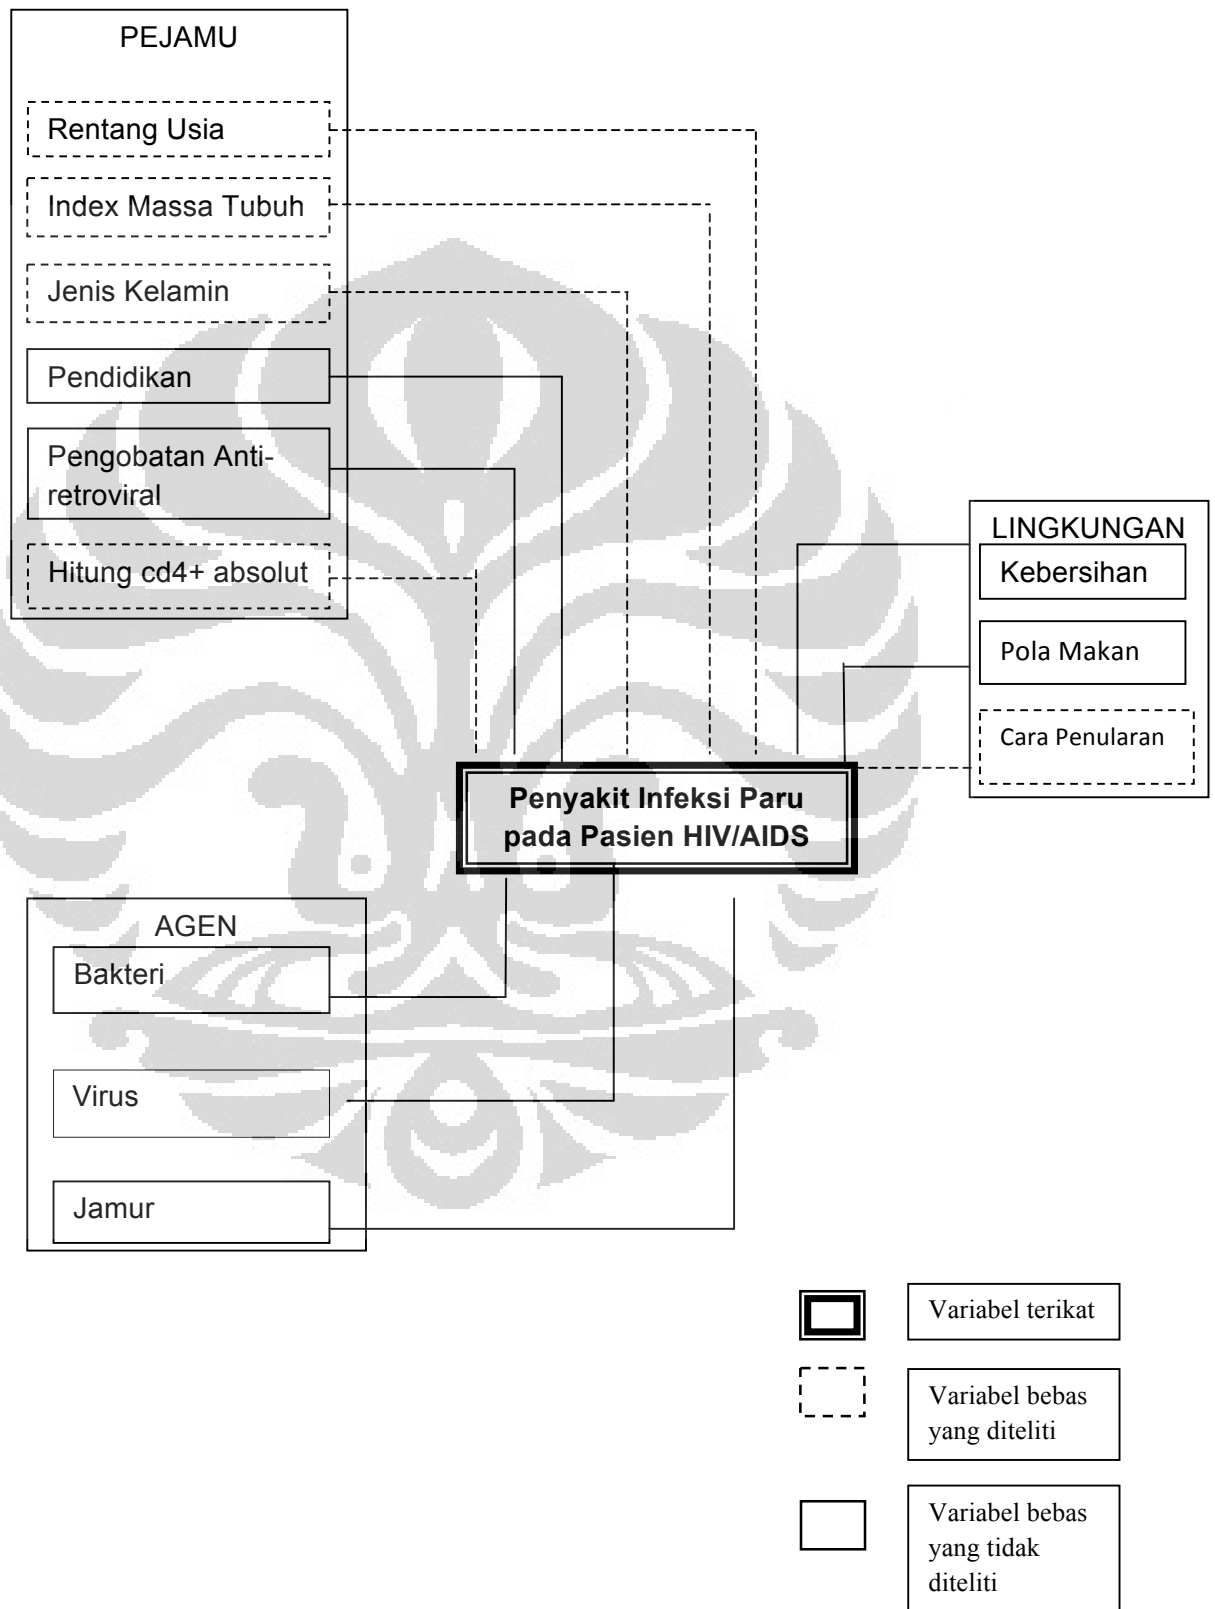 PEJAMU
Rentang Usia
Index Massa Tubuh
Jenis Kelamin
Pendidikan
Pengobatan Anti-
retroviral
Hitung cd4+ absolut
LINGKUNGAN
Kebersihan
Pola Makan
Cara Penularan
Penyakit Infeksi Paru
pada Pasien HIV/AIDS
AGEN
Bakteri
Virus
Jamur
Variabel terikat
Variabel bebas
yang diteliti
Variabel bebas
yang tidak
diteliti